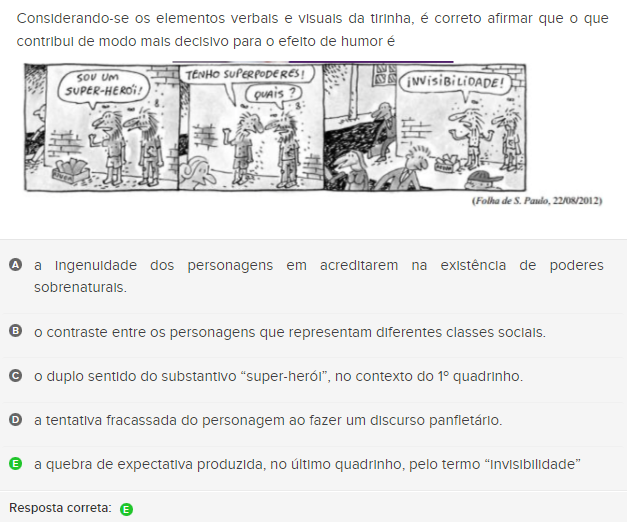 Considerando-se os elementos verbais e visuais da tirinha, é correto afirmar que o que
contribui de modo mais decisivo para o efeito de humor é
SOU UM
SUPER-HERÓI!
TENHO SUPERPODERES!
QUAIS ?
INVISIBILIDADE!
(Folha de S. Paulo, 22/08/2012)
A a ingenuidade dos personagens em acreditarem na existência de poderes
sobrenaturais.
B o contraste entre os personagens que representam diferentes classes sociais.
C o duplo sentido do substantivo “super-herói”, no contexto do 1º quadrinho.
D a tentativa fracassada do personagem ao fazer um discurso panfletário.
E a quebra de expectativa produzida, no último quadrinho, pelo termo “invisibilidade”
Resposta correta: E